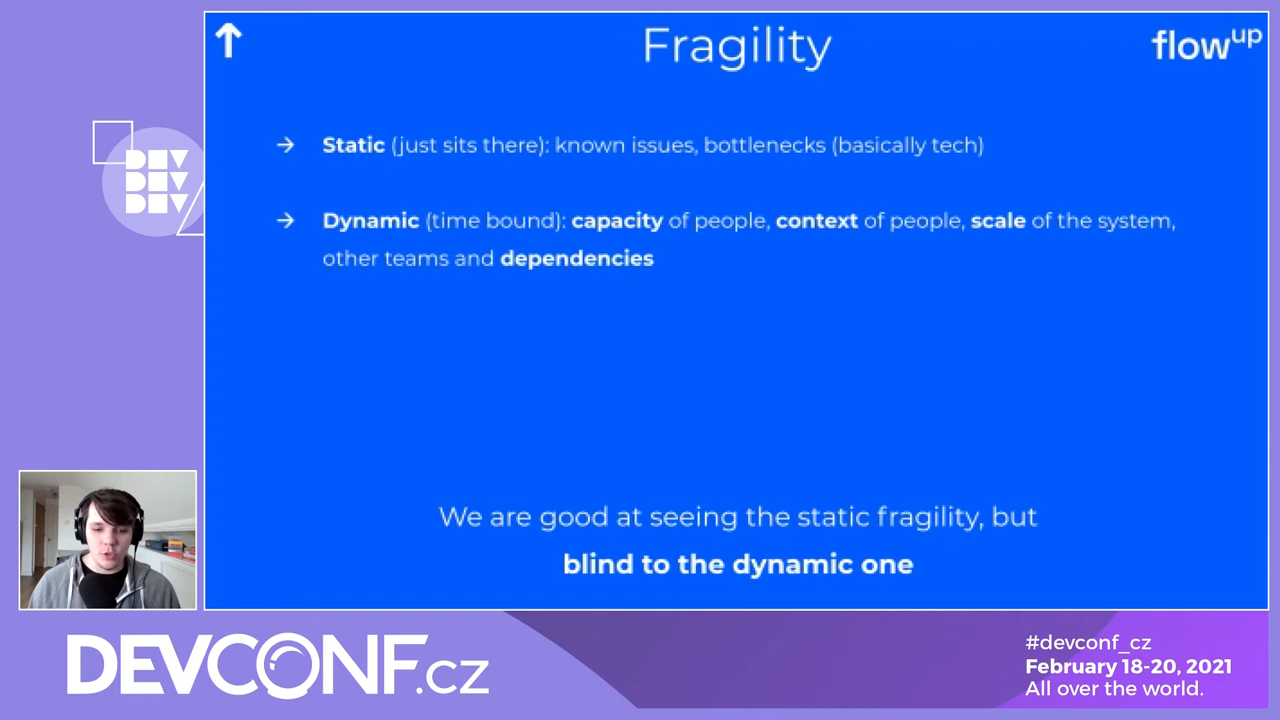 Fragility
flowup
→ Static (just sits there): known issues, bottlenecks (basically tech)
→ Dynamic (time bound): capacity of people, context of people, scale of the system,
other teams and dependencies
We are good at seeing the static fragility, but
blind to the dynamic one
DEV
DEV
DEV
DEVCONF.cz
#devconf_cz
February 18-20, 2021
All over the world.